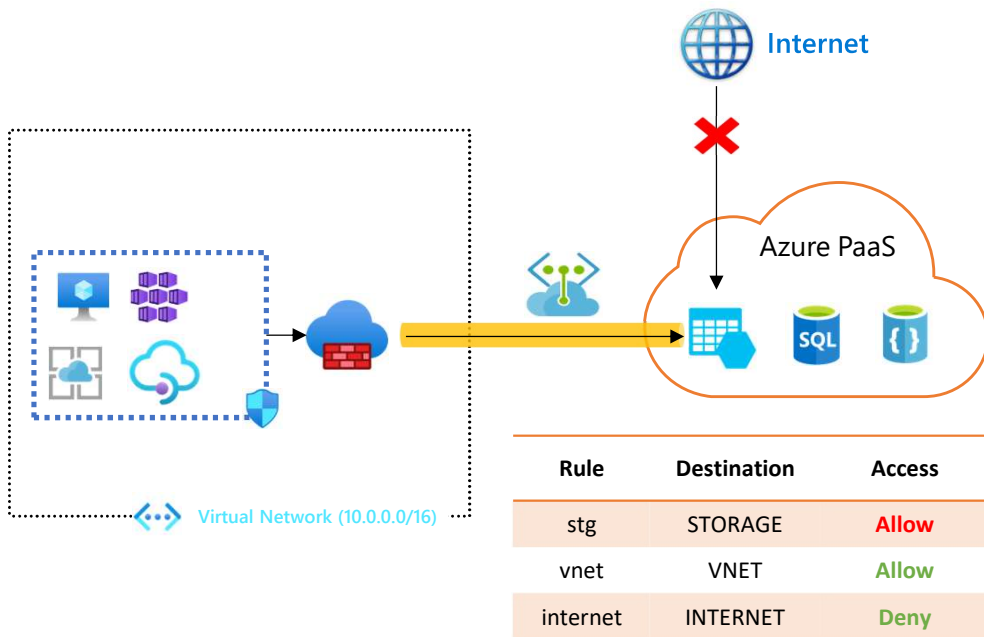 Internet
Azure PaaS
SQL
{ }
Virtual Network (10.0.0.0/16)
Rule Destination Access
stg STORAGE Allow
vnet VNET Allow
internet INTERNET Deny